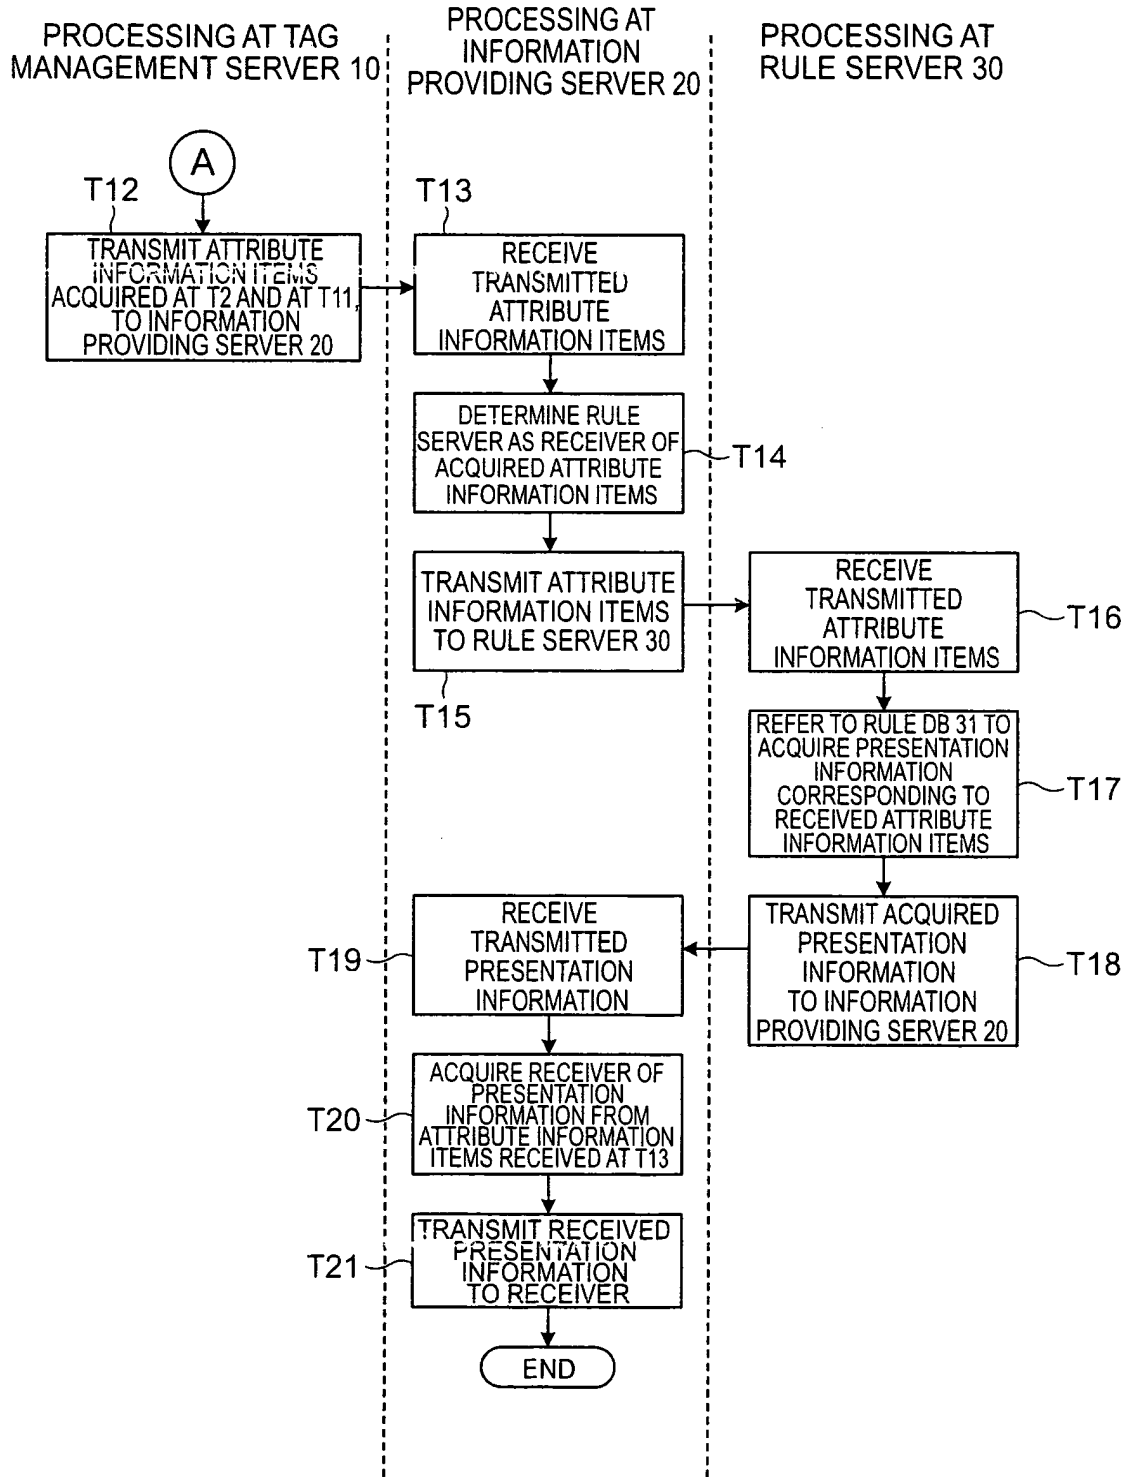 PROCESSING AT TAG
MANAGEMENT SERVER 10
PROCESSING AT
INFORMATION
PROVIDING SERVER 20
PROCESSING AT
RULE SERVER 30
A
T12
TRANSMIT ATTRIBUTE
INFORMATION ITEMS
ACQUIRED AT T2 AND AT T11,
TO INFORMATION
PROVIDING SERVER 20
T13
RECEIVE
TRANSMITTED
ATTRIBUTE
INFORMATION ITEMS
DETERMINE RULE
SERVER AS RECEIVER OF
ACQUIRED ATTRIBUTE
INFORMATION ITEMS
T14
TRANSMIT ATTRIBUTE
INFORMATION ITEMS
TO RULE SERVER 30
T15
RECEIVE
TRANSMITTED
ATTRIBUTE
INFORMATION ITEMS
T16
REFER TO RULE DB 31 TO
ACQUIRE PRESENTATION
INFORMATION
CORRESPONDING TO
RECEIVED ATTRIBUTE
INFORMATION ITEMS
T17
TRANSMIT ACQUIRED
PRESENTATION
INFORMATION
TO INFORMATION
PROVIDING SERVER 20
T18
T19
RECEIVE
TRANSMITTED
PRESENTATION
INFORMATION
T20
ACQUIRE RECEIVER OF
PRESENTATION
INFORMATION FROM
ATTRIBUTE INFORMATION
ITEMS RECEIVED AT T13
T21
TRANSMIT RECEIVED
PRESENTATION
INFORMATION
TO RECEIVER
END